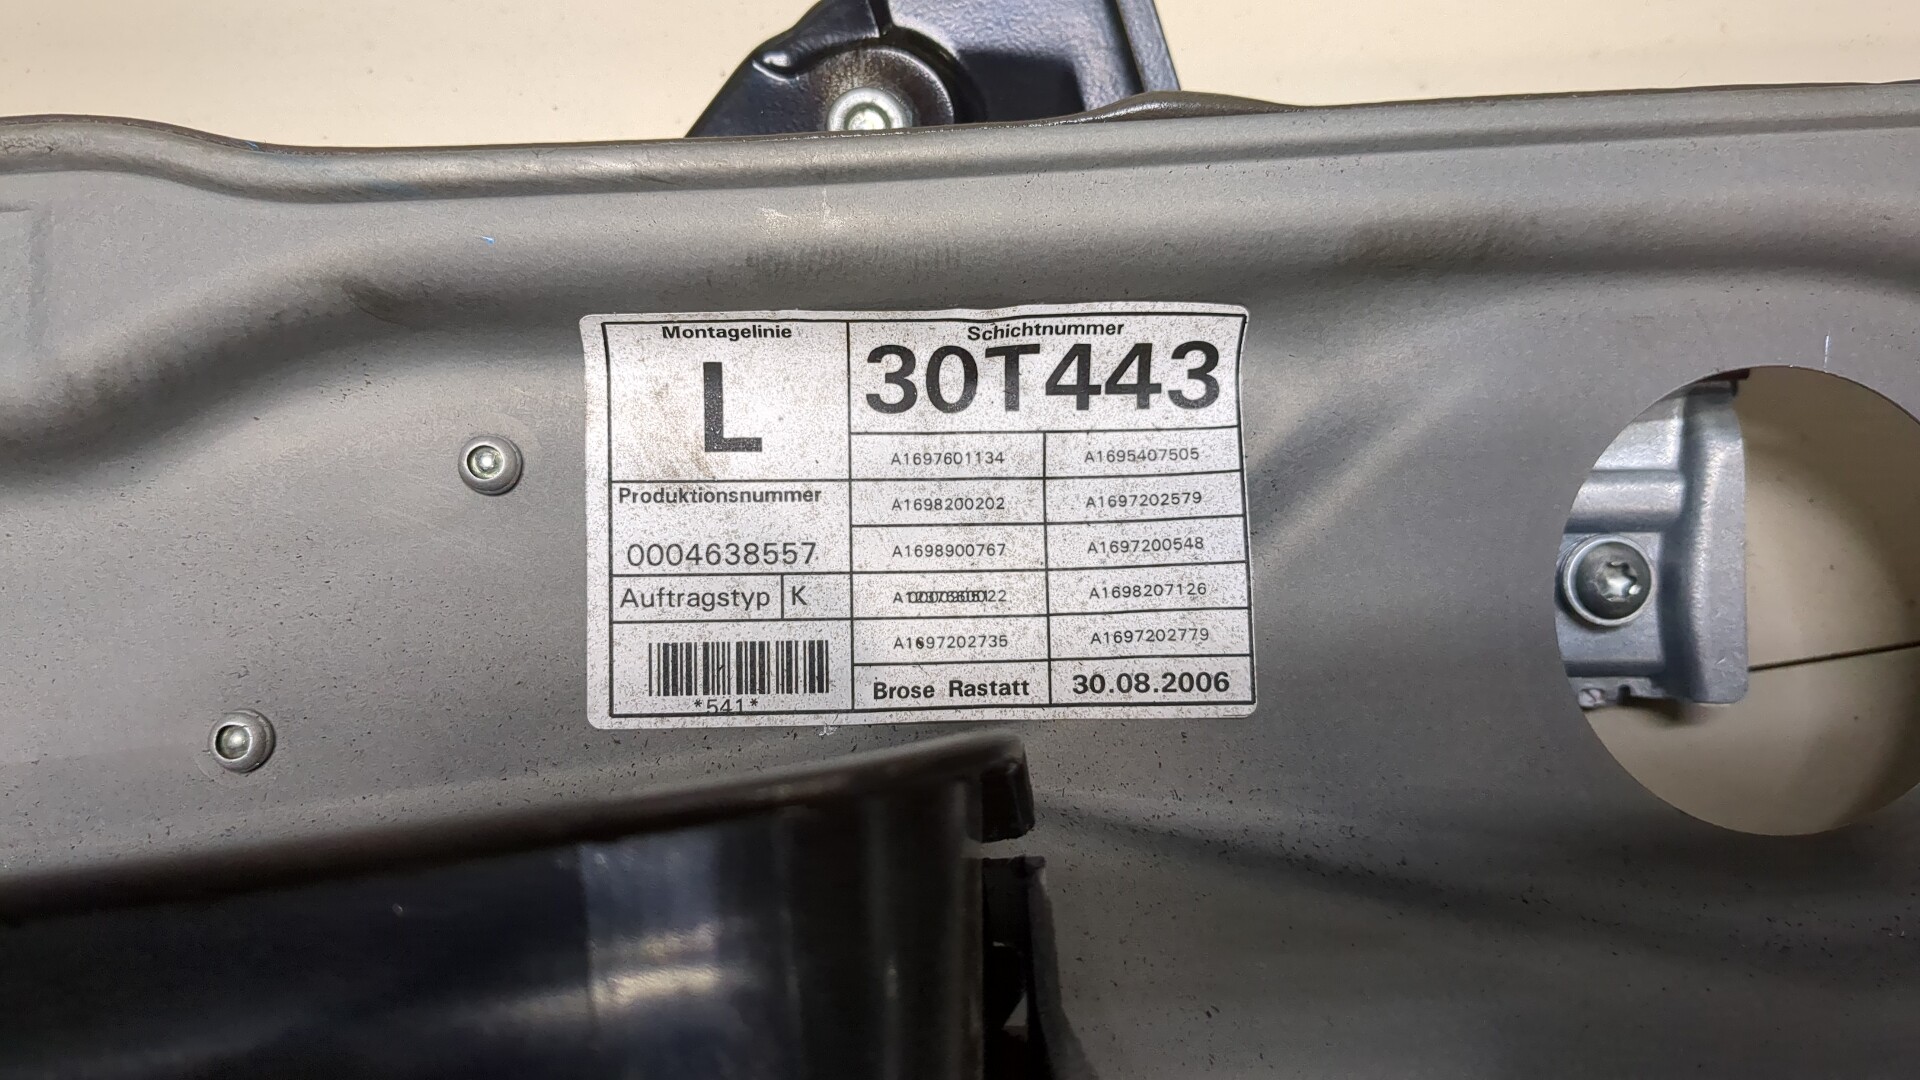 Montagelinie
L
Schichtnummer
30T443
A1697601134 A1695407505
A1698200202 A1697202579
Produktionsnummer
0004638557
A1698900767 A1697200548
Auftragstyp K
A1698207126
A1697202735 A1697202779
*541*
Brose Rastatt 30.08.2006